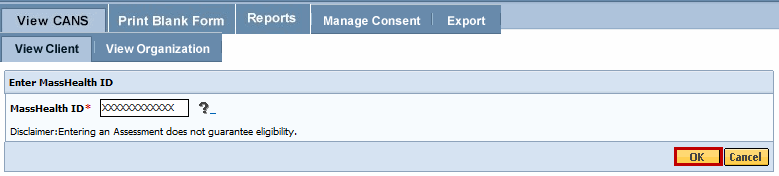 View CANS Print Blank Form Reports Manage Consent Export
View Client View Organization
Enter MassHealth ID
MassHealth ID* XXXXXXXXXXXX ?
Disclaimer:Entering an Assessment does not guarantee eligibility.
OK Cancel